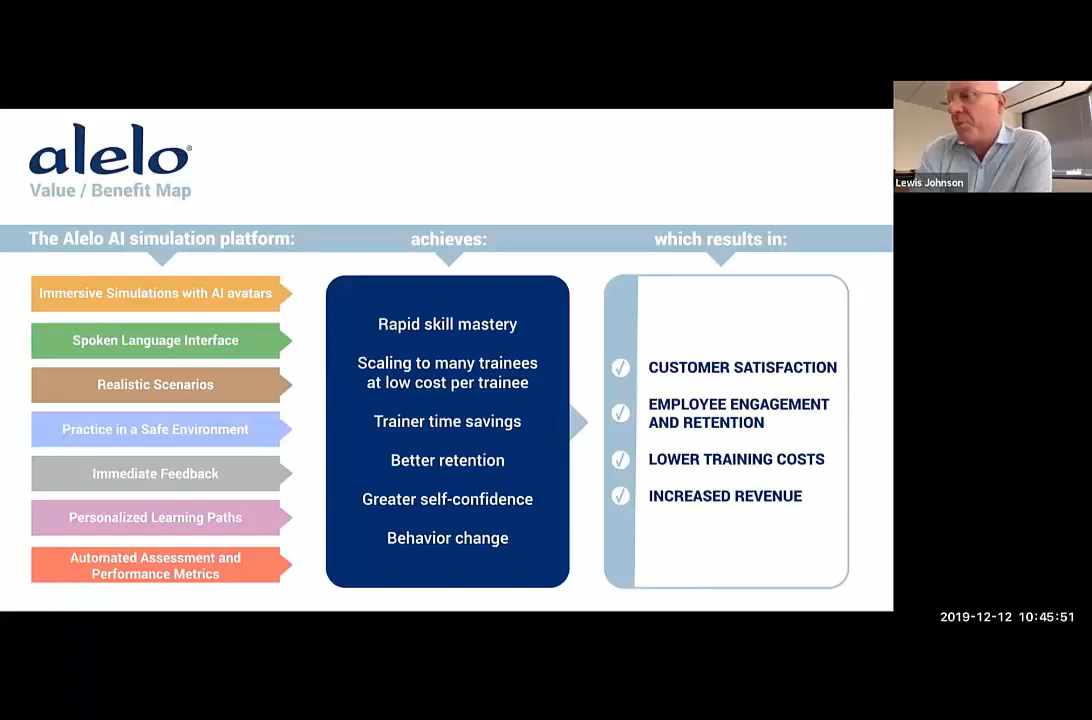 alelo®
Value / Benefit Map
Lewis Johnson
The Alelo AI simulation platform:
achieves:
which results in:
Immersive Simulations with AI avatars
Spoken Language Interface
Realistic Scenarios
Practice in a Safe Environment
Immediate Feedback
Personalized Learning Paths
Automated Assessment and
Performance Metrics
Rapid skill mastery
Scaling to many trainees
at low cost per trainee
Trainer time savings
Better retention
Greater self-confidence
Behavior change
CUSTOMER SATISFACTION
EMPLOYEE ENGAGEMENT
AND RETENTION
LOWER TRAINING COSTS
INCREASED REVENUE
2019-12-12 10:45:51